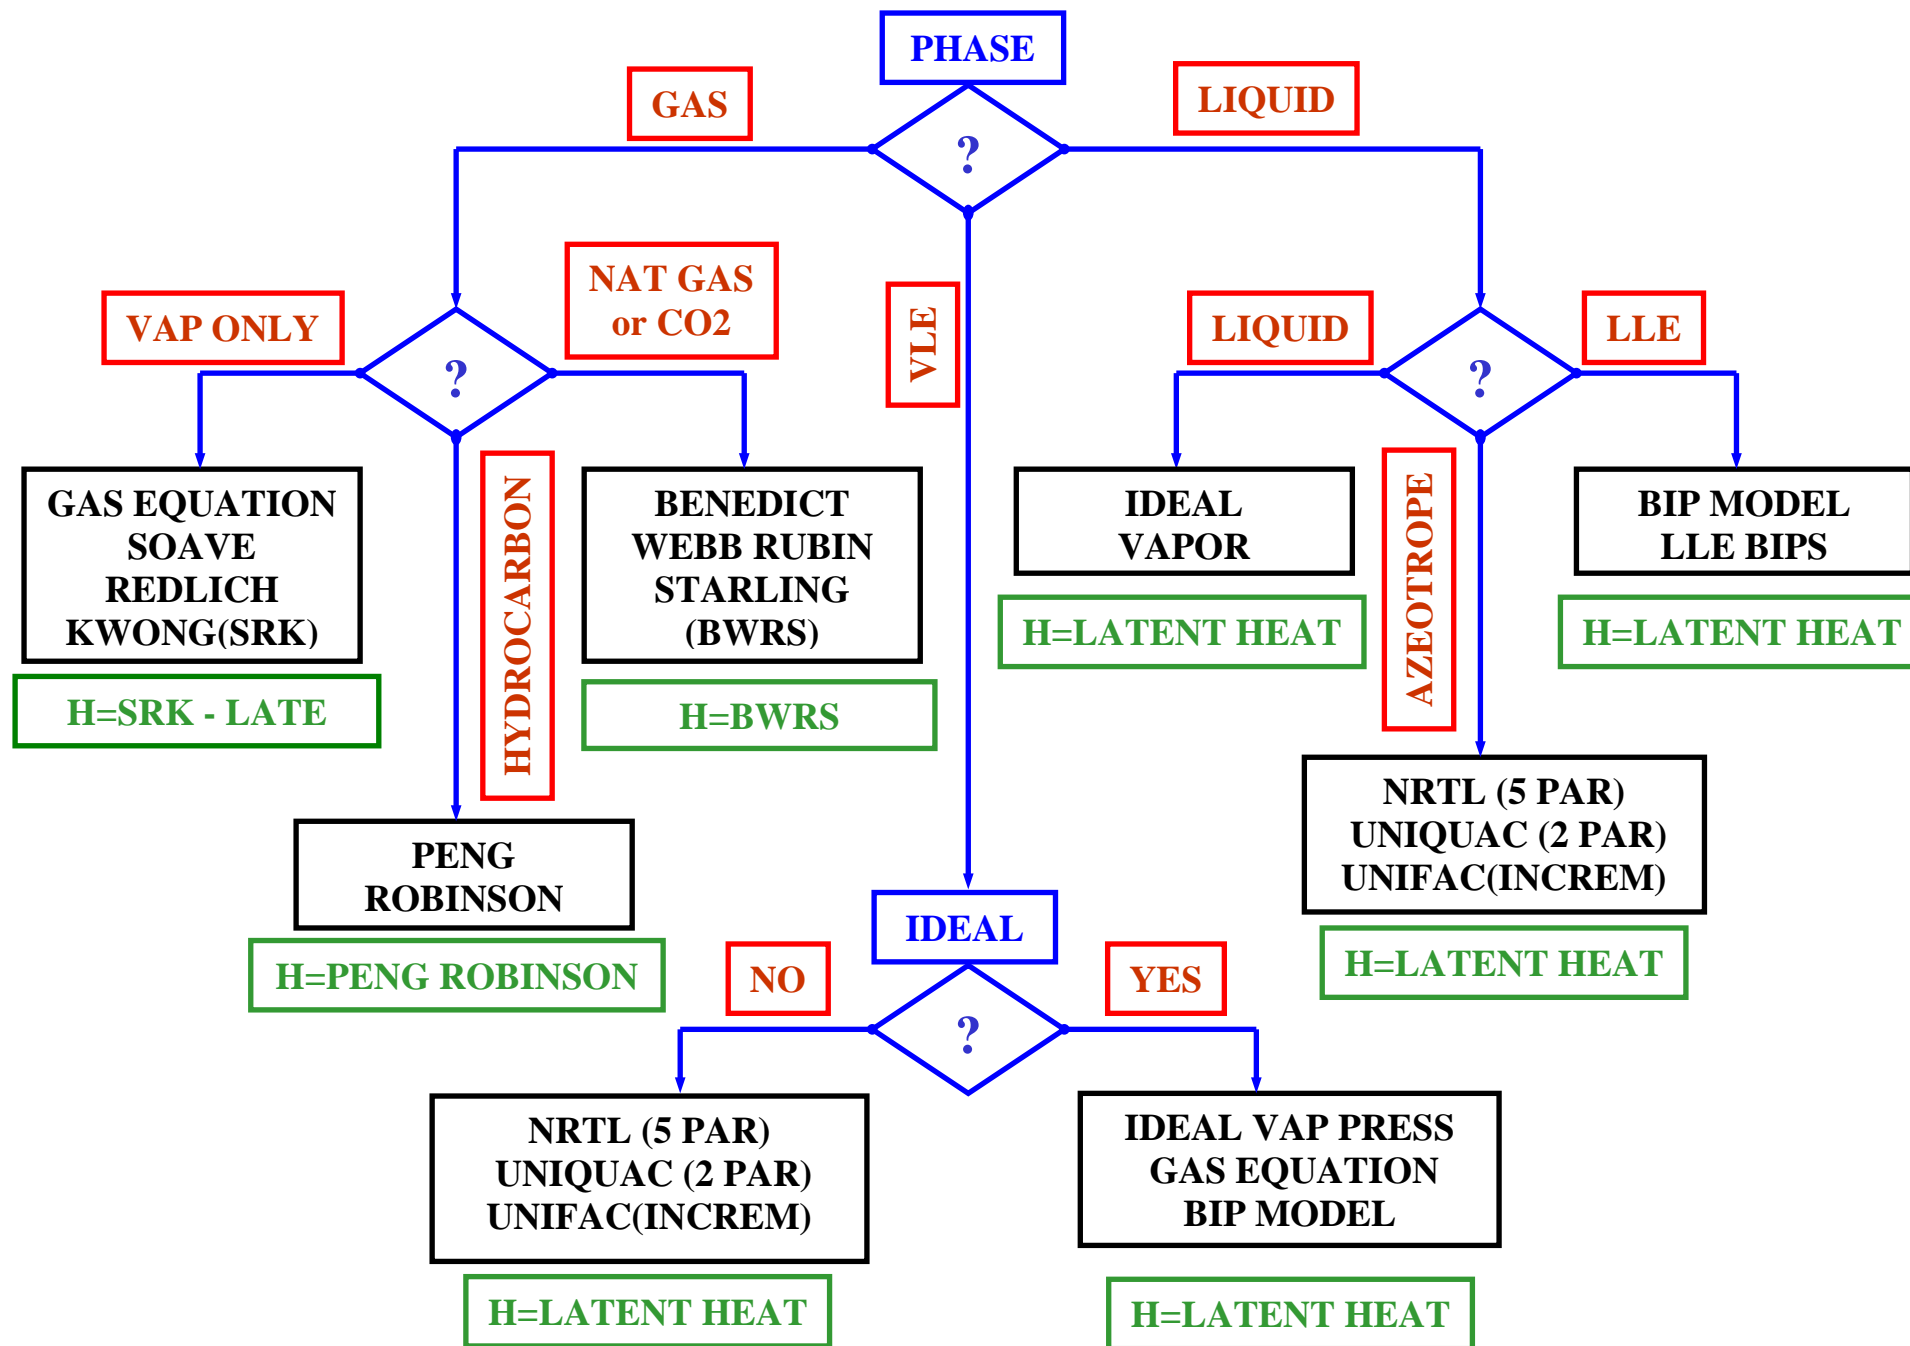 PHASE
GAS
LIQUID
?
NAT GAS
or CO2
VAP ONLY
VLE
LIQUID
LLE
?
?
GAS EQUATION
SOAVE
REDLICH
KWONG(SRK)
H=SRK - LATE
HYDROCARBON
BENEDICT
WEBB RUBIN
STARLING
(BWRS)
H=BWRS
IDEAL
VAPOR
H=LATENT HEAT
AZEOTROPE
BIP MODEL
LLE BIPS
H=LATENT HEAT
PENG
ROBINSON
H=PENG ROBINSON
NRTL (5 PAR)
UNIQUAC (2 PAR)
UNIFAC(INCREM)
H=LATENT HEAT
IDEAL
NO
YES
?
NRTL (5 PAR)
UNIQUAC (2 PAR)
UNIFAC(INCREM)
H=LATENT HEAT
IDEAL VAP PRESS
GAS EQUATION
BIP MODEL
H=LATENT HEAT